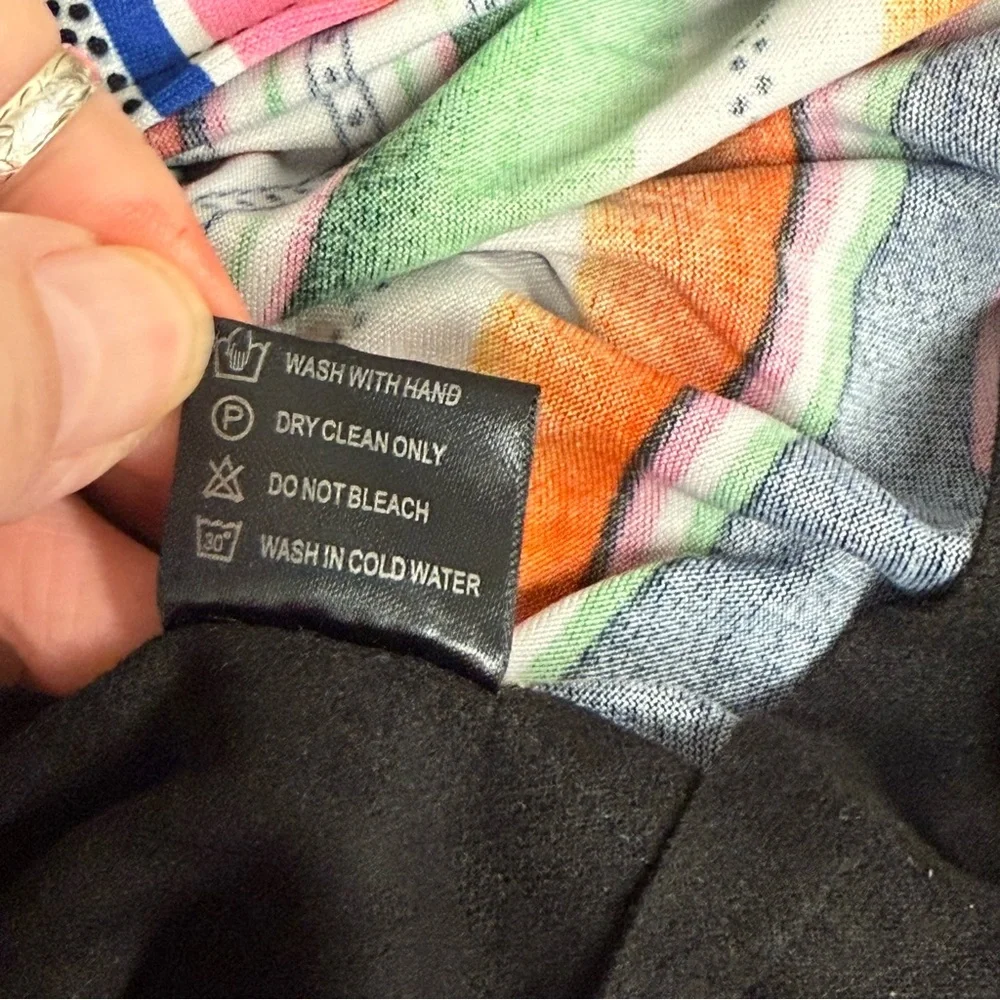 WASH WITH HAND
P DRY CLEAN ONLY
DO NOT BLEACH
30° WASH IN COLD WATER